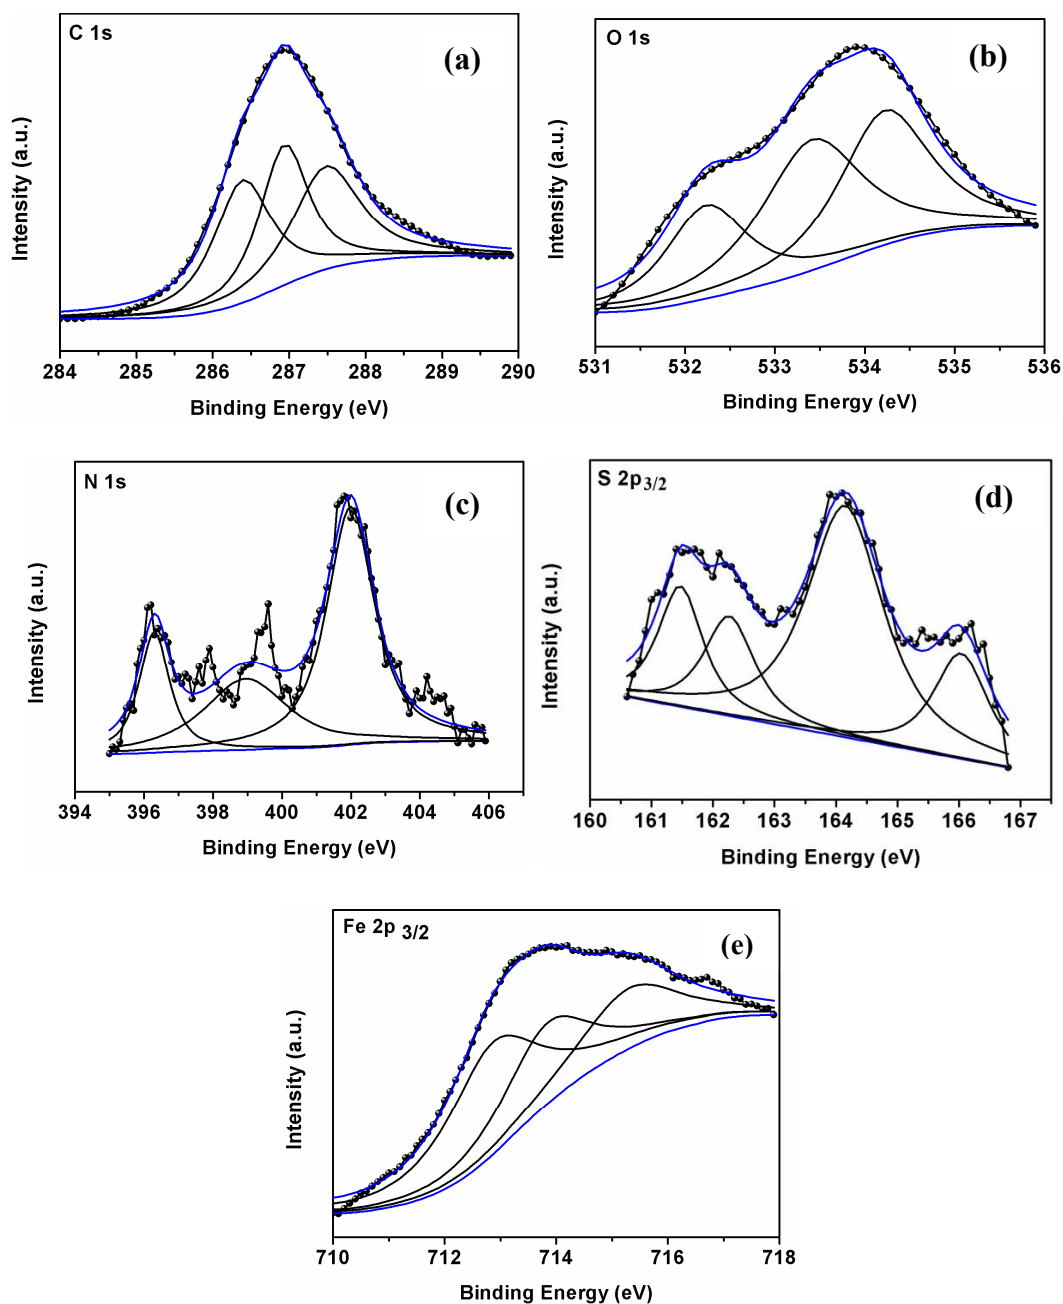 C 1s
(a)
Intensity (a.u.)
284 285 286 287 288 289 290
Binding Energy (eV)
O 1s
(b)
Intensity (a.u.)
531 532 533 534 535 536
Binding Energy (eV)
N 1s
(c)
Intensity (a.u.)
394 396 398 400 402 404 406
Binding Energy (eV)
S 2p3/2
(d)
Intensity (a.u.)
160 161 162 163 164 165 166 167
Binding Energy (eV)
Fe 2p 3/2
(e)
Intensity (a.u.)
710 712 714 716 718
Binding Energy (eV)